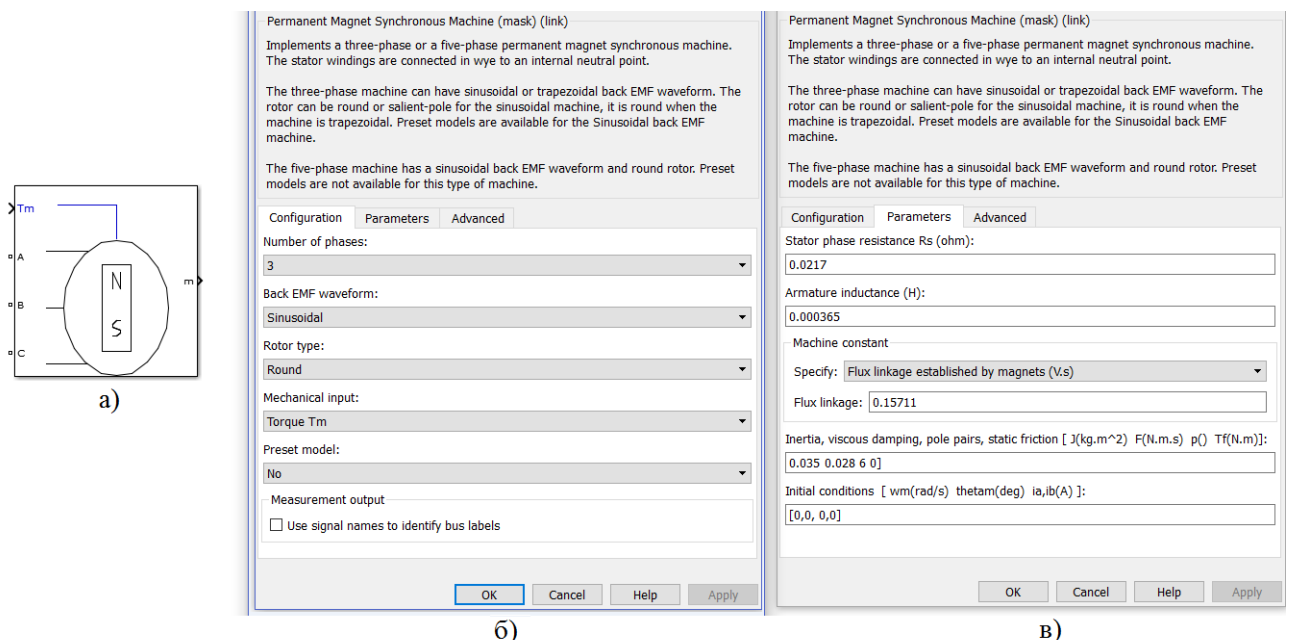 Tm
A
B
C
N
S
m
а)
Permanent Magnet Synchronous Machine (mask) (link)
Implements a three-phase or a five-phase permanent magnet synchronous machine.
The stator windings are connected in wye to an internal neutral point.
The three-phase machine can have sinusoidal or trapezoidal back EMF waveform. The
rotor can be round or salient-pole for the sinusoidal machine, it is round when the
machine is trapezoidal. Preset models are available for the Sinusoidal back EMF
machine.
The five-phase machine has a sinusoidal back EMF waveform and round rotor. Preset
models are not available for this type of machine.
Configuration Parameters Advanced
Number of phases:
3
Back EMF waveform:
Sinusoidal
Rotor type:
Round
Mechanical input:
Torque Tm
Preset model:
No
Measurement output
Use signal names to identify bus labels
OK Cancel Help Apply
б)
Permanent Magnet Synchronous Machine (mask) (link)
Implements a three-phase or a five-phase permanent magnet synchronous machine.
The stator windings are connected in wye to an internal neutral point.
The three-phase machine can have sinusoidal or trapezoidal back EMF waveform. The
rotor can be round or salient-pole for the sinusoidal machine, it is round when the
machine is trapezoidal. Preset models are available for the Sinusoidal back EMF
machine.
The five-phase machine has a sinusoidal back EMF waveform and round rotor. Preset
models are not available for this type of machine.
Configuration Parameters Advanced
Stator phase resistance Rs (ohm):
0.0217
Armature inductance (H):
0.000365
Machine constant
Specify: Flux linkage established by magnets (V.s)
Flux linkage: 0.15711
Inertia, viscous damping, pole pairs, static friction [ J(kg.m^2) F(N.m.s) p() Tf(N.m)]:
0.035 0.028 6 0]
Initial conditions [ wm(rad/s) thetam(deg) ia,ib(A) ]:
[0,0, 0,0]
OK Cancel Help Apply
в)